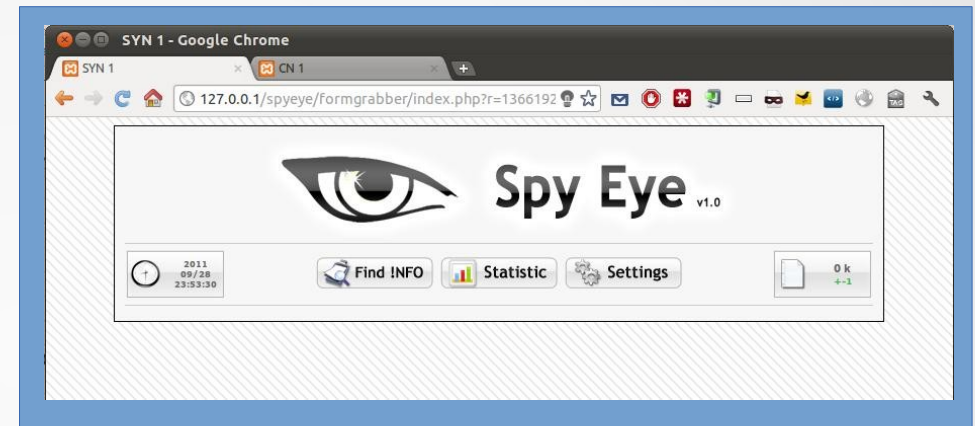 SYN 1 - Google Chrome
SYN 1
CN 1
127.0.0.1/spyeye/formgrabber/index.php?r=1366192
Spy Eye v1.0
2011
09/28
23:53:30
Find !NFO
Statistic
Settings
0 k
+-1